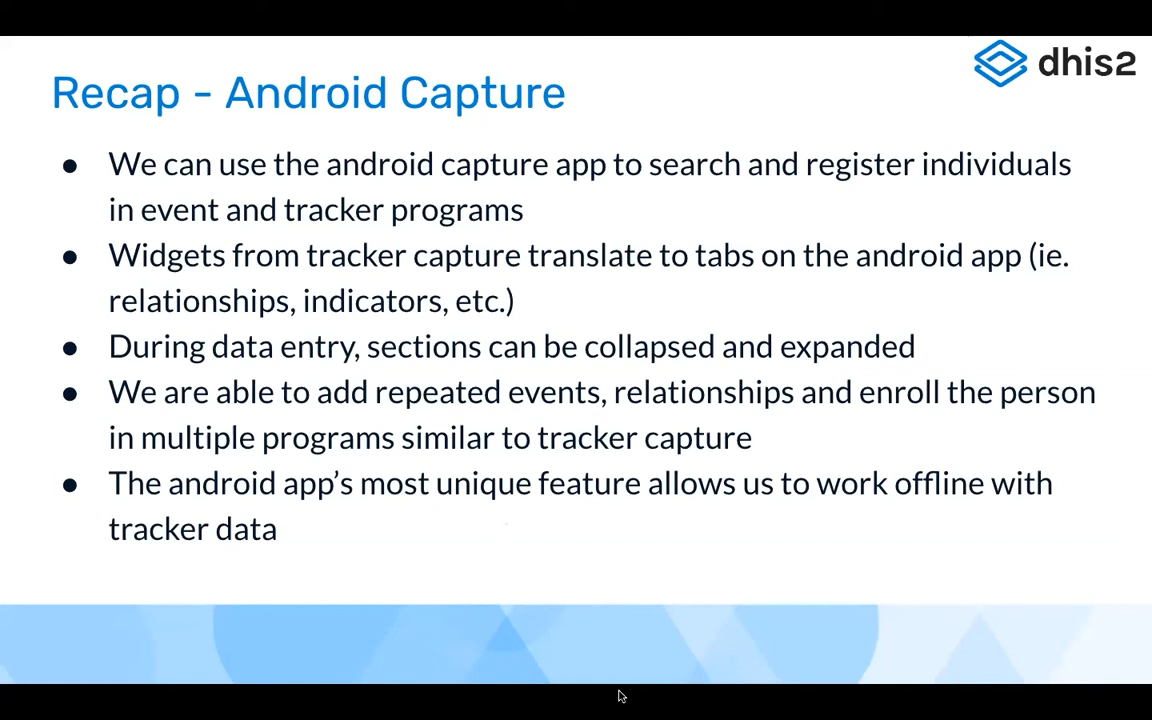 dhis2
Recap - Android Capture
● We can use the android capture app to search and register individuals
in event and tracker programs
● Widgets from tracker capture translate to tabs on the android app (ie.
relationships, indicators, etc.)
● During data entry, sections can be collapsed and expanded
● We are able to add repeated events, relationships and enroll the person
in multiple programs similar to tracker capture
● The android app’s most unique feature allows us to work offline with
tracker data